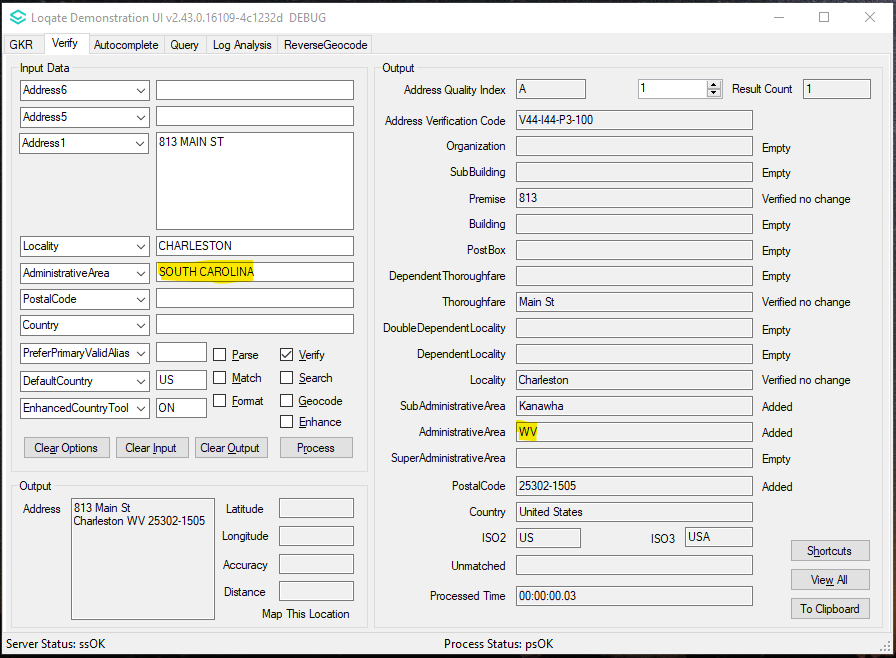 Loqate Demonstration UI v2.43.0.16109-4c1232d DEBUG
GKR Verify Autocomplete Query Log Analysis ReverseGeocode
Input Data
Address6
Address5
Address1 813 MAIN ST
Locality CHARLESTON
AdministrativeArea SOUTH CAROLINA
PostalCode
Country
PreferPrimaryValidAlias Parse Verify
DefaultCountry US Match Search
EnhancedCountryTool ON Format Geocode
Enhance
Clear Options Clear Input Clear Output Process
Output
Address 813 Main St
Charleston WV 25302-1505
Latitude
Longitude
Accuracy
Distance
Map This Location
Output
Address Quality Index A 1 Result Count 1
Address Verification Code V44-I44-P3-100
Organization Empty
SubBuilding Empty
Premise 813 Verified no change
Building Empty
PostBox Empty
DependentThoroughfare Empty
Thoroughfare Main St Verified no change
DoubleDependentLocality Empty
DependentLocality Empty
Locality Charleston Verified no change
SubAdministrativeArea Kanawha Added
AdministrativeArea WV Added
SuperAdministrativeArea Empty
PostalCode 25302-1505 Added
Country United States
ISO2 US ISO3 USA
Unmatched
Processed Time 00:00:00.03
Shortcuts
View All
To Clipboard
Server Status: ssOK Process Status: psOK